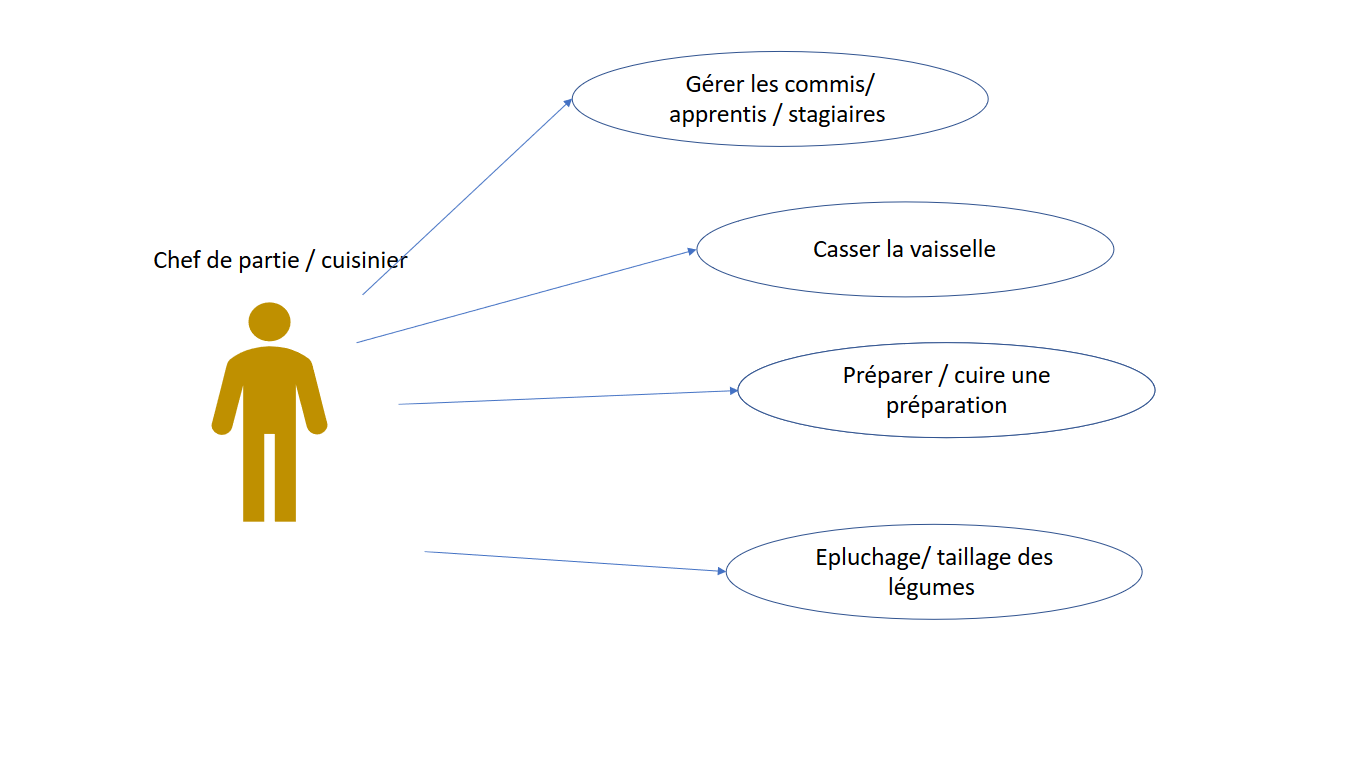 Gérer les commis/
apprentis / stagiaires
Chef de partie / cuisinier
Casser la vaisselle
Préparer / cuire une
préparation
Epluchage/ taillage des
légumes